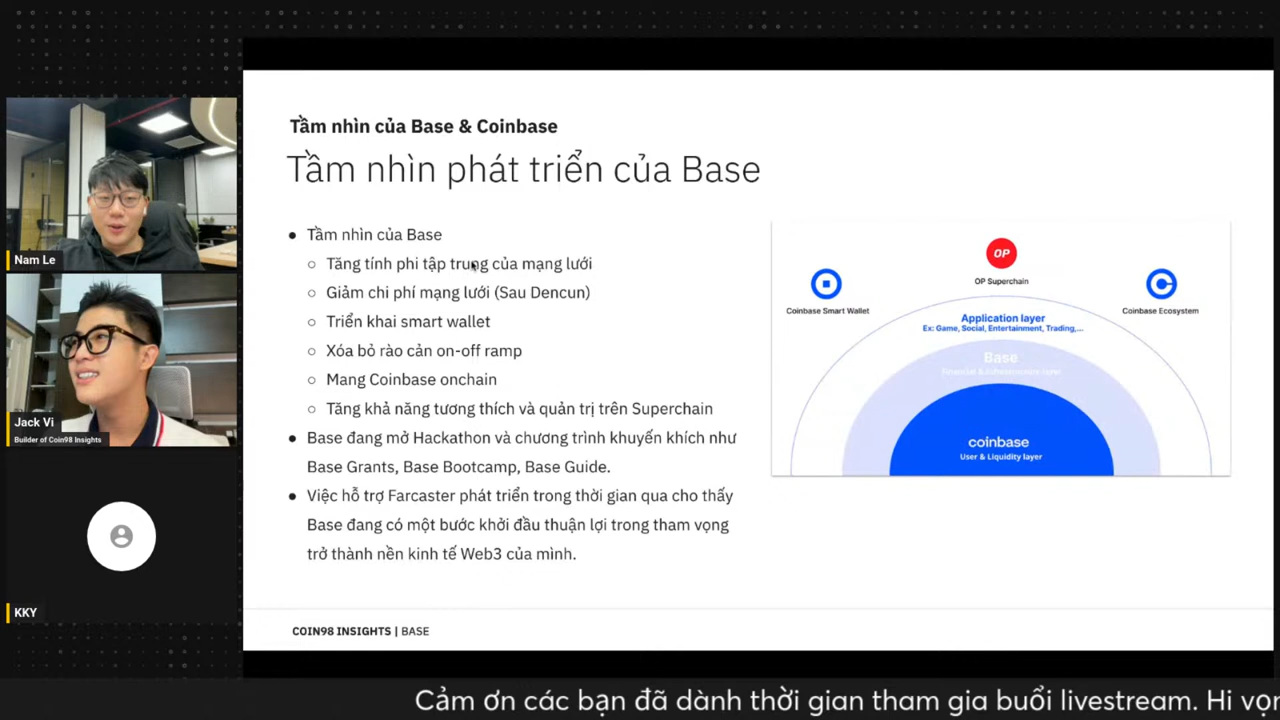 Nam Le
Jack Vi
Builder of Coin98 Insights
KKY
Tầm nhìn của Base & Coinbase
Tầm nhìn phát triển của Base
● Tầm nhìn của Base
○ Tăng tính phi tập trung của mạng lưới
○ Giảm chi phí mạng lưới (Sau Dencun)
○ Triển khai smart wallet
○ Xóa bỏ rào cản on-off ramp
○ Mang Coinbase onchain
○ Tăng khả năng tương thích và quản trị trên Superchain
● Base đang mở Hackathon và chương trình khuyến khích như
Base Grants, Base Bootcamp, Base Guide.
● Việc hỗ trợ Farcaster phát triển trong thời gian qua cho thấy
Base đang có một bước khởi đầu thuận lợi trong tham vọng
trở thành nền kinh tế Web3 của mình.
OP
OP Superchain
Coinbase Smart Wallet
Coinbase Ecosystem
Application layer
Ex: Game, Social, Entertainment, Trading,...
Base
coinbase
User & Liquidity layer
COIN98 INSIGHTS | BASE
Cảm ơn các bạn đã dành thời gian tham gia buổi livestream. Hi vọn